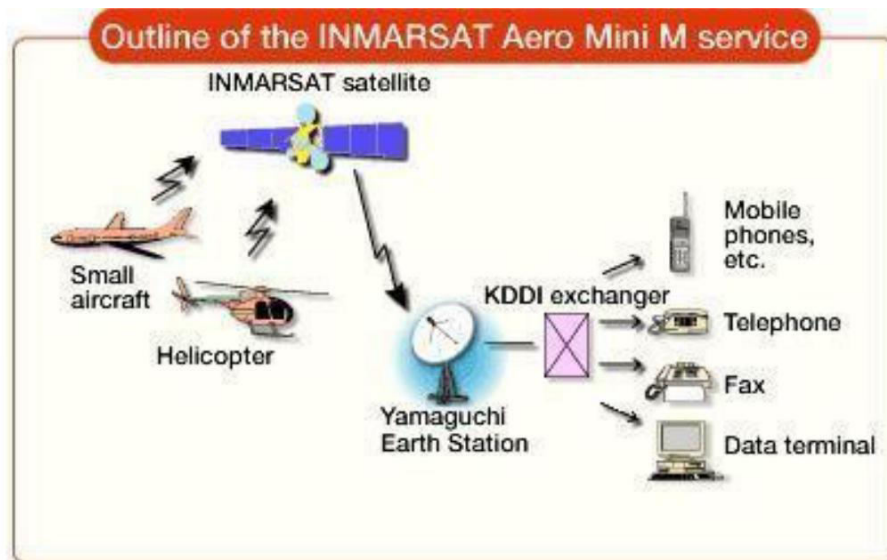 Outline of the INMARSAT Aero Mini M service
INMARSAT satellite
Small
aircraft
Helicopter
Yamaguchi
Earth Station
KDDI exchanger
Mobile
phones,
etc.
Telephone
Fax
Data terminal